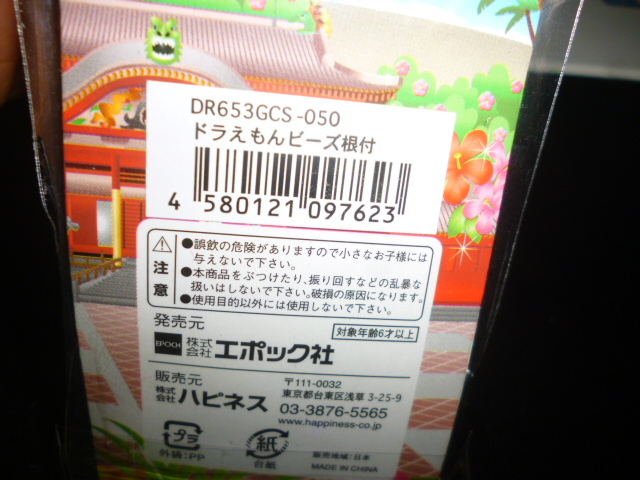 DR653GCS-050
ドラえもんビーズ根付
4 580121 097623
注意
●誤飲の危険がありますので小さなお子様には
与えないで下さい。
●本商品をぶつけたり、振り回すなどの乱暴な
扱いはしないで下さい。破損の原因になります。
●使用目的以外には使用しないで下さい。
発売元
対象年齢6才以上
EPOCH 株式会社 エポック社
販売元
株式会社 ハピネス
〒111-0032
東京都台東区浅草 3-25-9
03-3876-5565
www.happiness-co.jp
プラ
外袋:PP
紙
台紙
販売地域:日本
MADE IN CHINA